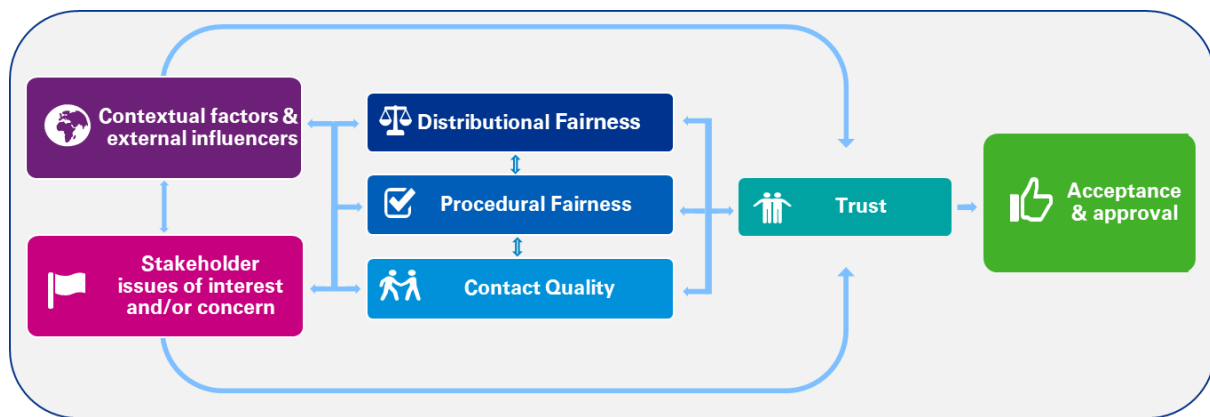 Contextual factors &
external influencers
Stakeholder
issues of interest
and/or concern
Distributional Fairness
Procedural Fairness
Contact Quality
Trust
Acceptance
& approval